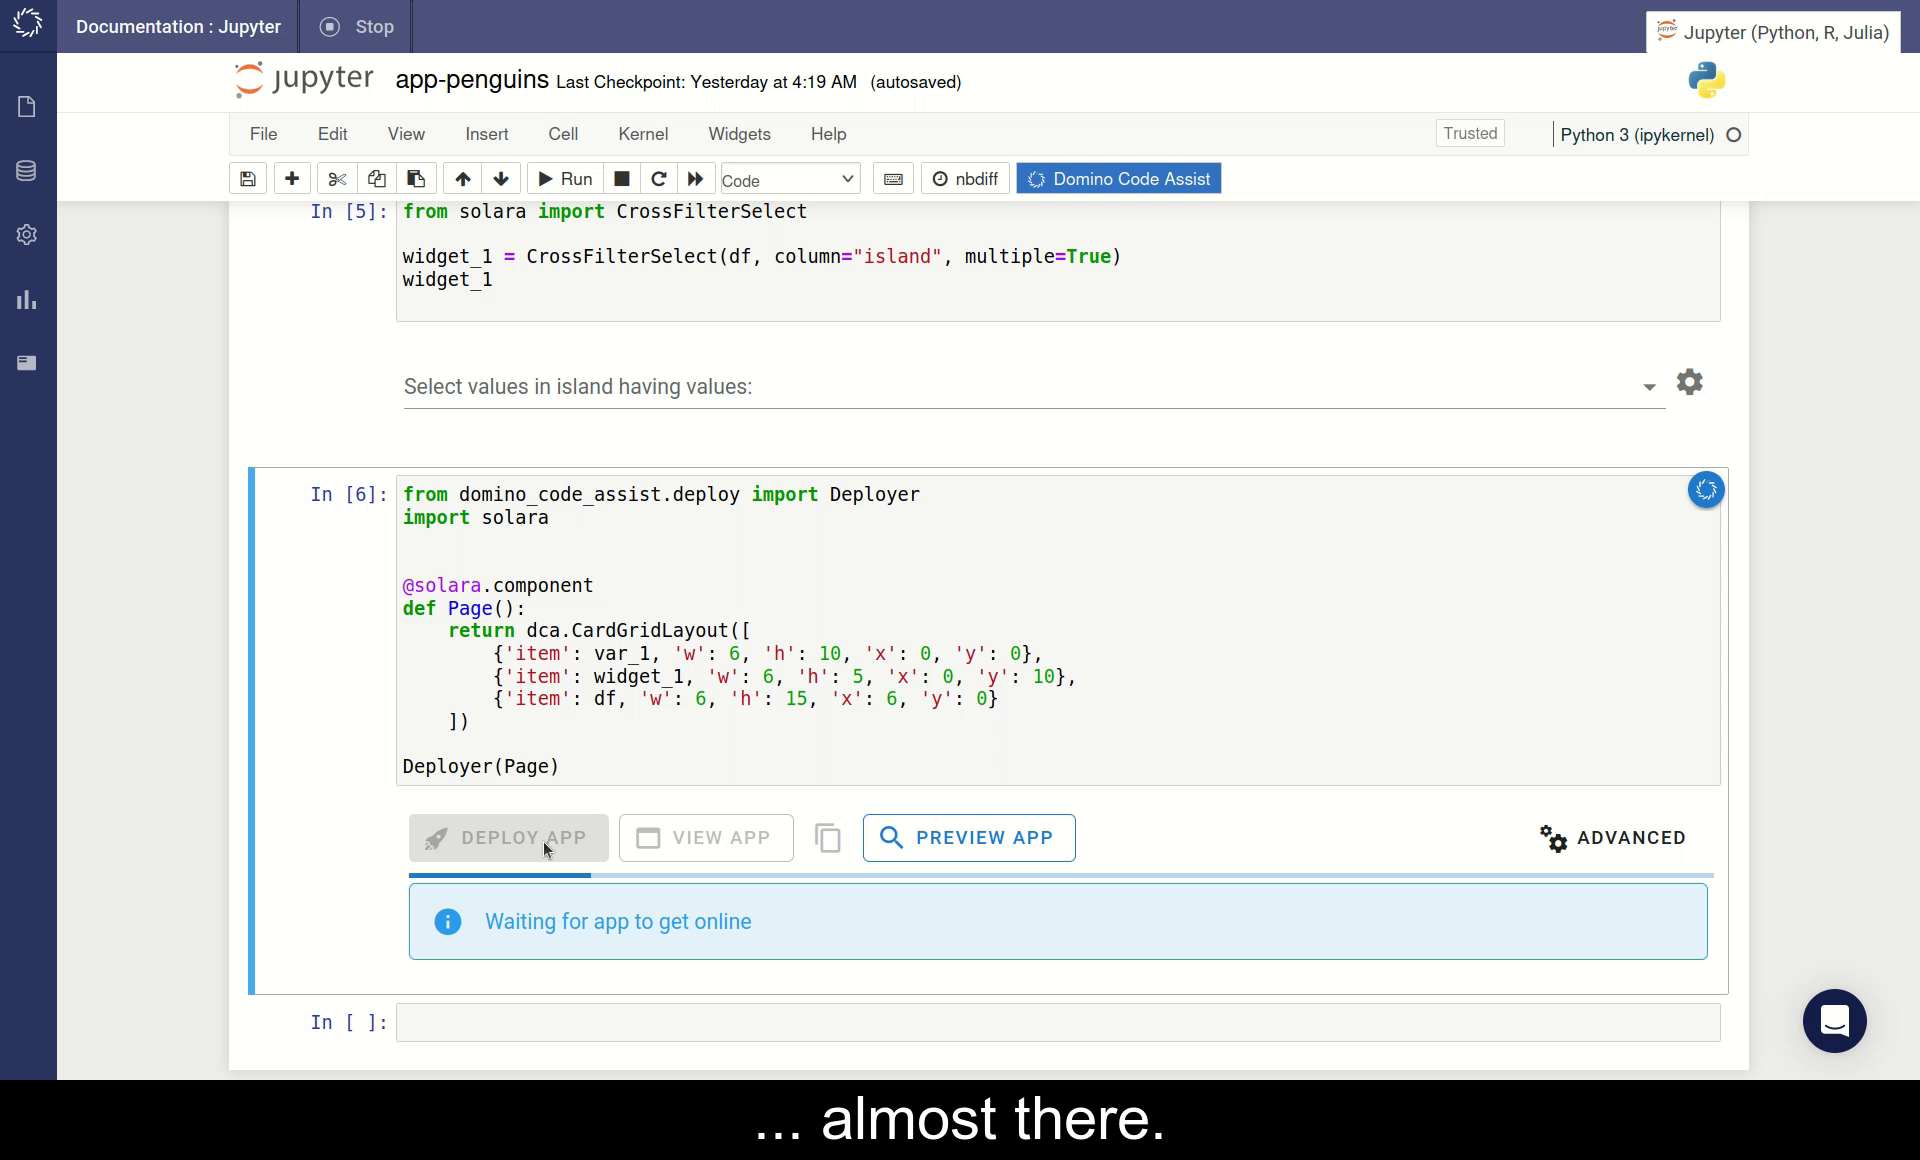 Documentation : Jupyter
Stop
Jupyter (Python, R, Julia)
jupyter app-penguins Last Checkpoint: Yesterday at 4:19 AM (autosaved)
File Edit View Insert Cell Kernel Widgets Help
Trusted
Python 3 (ipykernel)
Run
Code
nbdiff
Domino Code Assist
In [5]: from solara import CrossFilterSelect
widget_1 = CrossFilterSelect(df, column="island", multiple=True)
widget_1
Select values in island having values:
In [6]: from domino_code_assist.deploy import Deployer
import solara
@solara.component
def Page():
    return dca.CardGridLayout([
        {'item': var_1, 'w': 6, 'h': 10, 'x': 0, 'y': 0},
        {'item': widget_1, 'w': 6, 'h': 5, 'x': 0, 'y': 10},
        {'item': df, 'w': 6, 'h': 15, 'x': 6, 'y': 0}
    ])
Deployer(Page)
DEPLOY APP
VIEW APP
PREVIEW APP
ADVANCED
Waiting for app to get online
In [ ]:
... almost there.